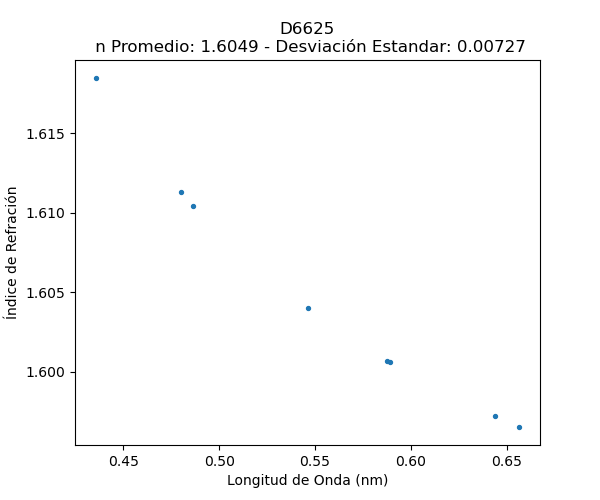 D6625
n Promedio: 1.6049 - Desviación Estandar: 0.00727
1.615
1.610
1.605
1.600
Índice de Refración
0.45 0.50 0.55 0.60 0.65
Longitud de Onda (nm)